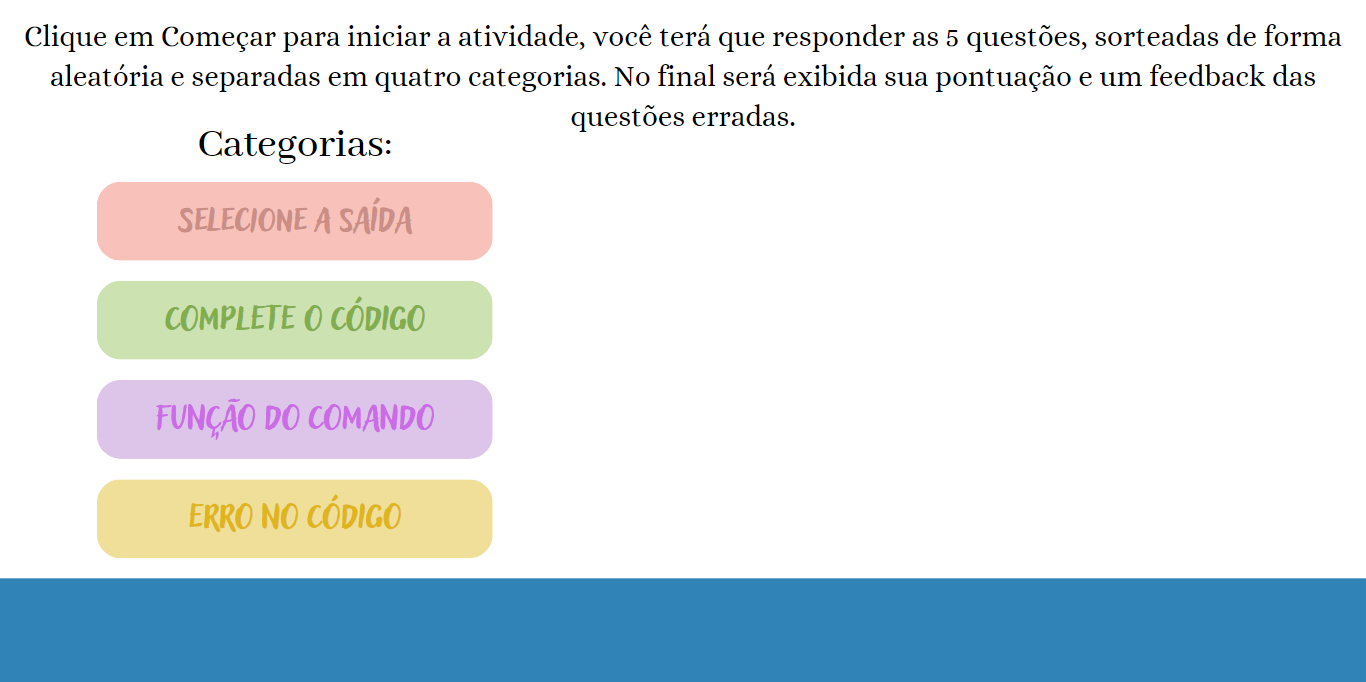 Clique em Começar para iniciar a atividade, você terá que responder as 5 questões, sorteadas de forma
aleatória e separadas em quatro categorias. No final será exibida sua pontuação e um feedback das
questões erradas.
Categorias:
SELECIONE A SAÍDA
COMPLETE O CÓDIGO
FUNÇÃO DO COMANDO
ERRO NO CÓDIGO